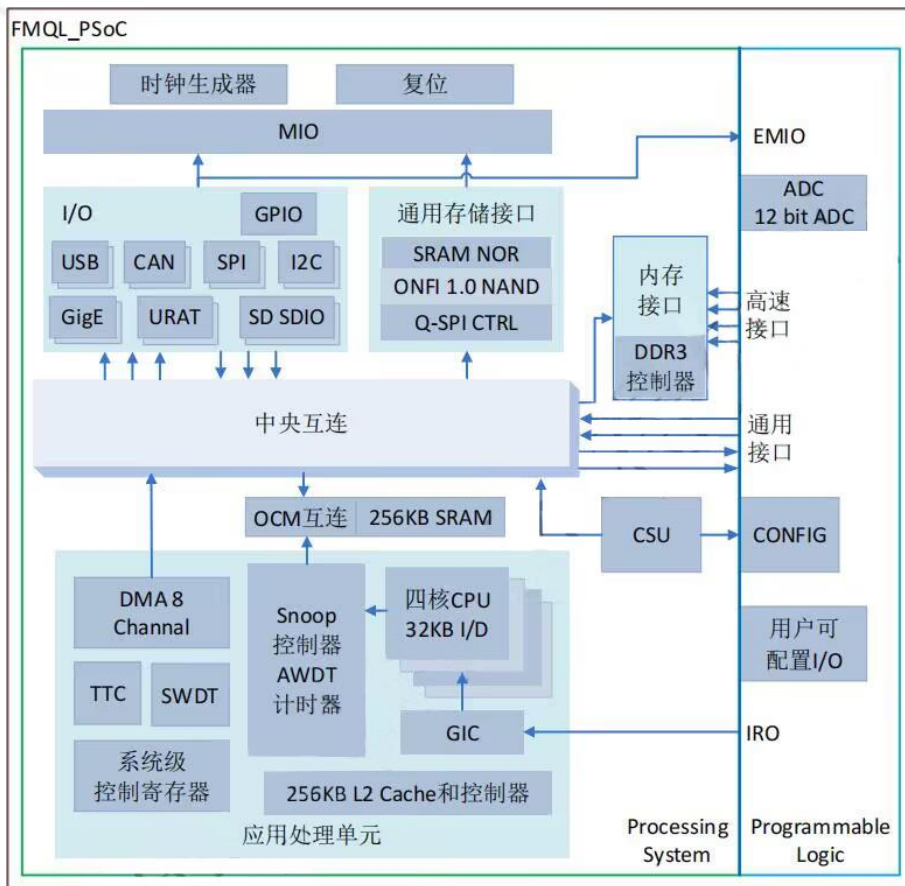 FMQL_PSoC
时钟生成器
复位
MIO
EMIO
ADC
12 bit ADC
I/O
GPIO
USB
CAN
SPI
I2C
GigE
URAT
SD SDIO
通用存储接口
SRAM NOR
ONFI 1.0 NAND
Q-SPI CTRL
内存
接口
DDR3
控制器
高速
接口
中央互连
通用
接口
OCM互连
256KB SRAM
CSU
CONFIG
DMA 8
Channal
Snoop
控制器
AWDT
计时器
四核CPU
32KB I/D
用户可
配置I/O
TTC
SWDT
GIC
IRO
系统级
控制寄存器
256KB L2 Cache和控制器
应用处理单元
Processing
System
Programmable
Logic